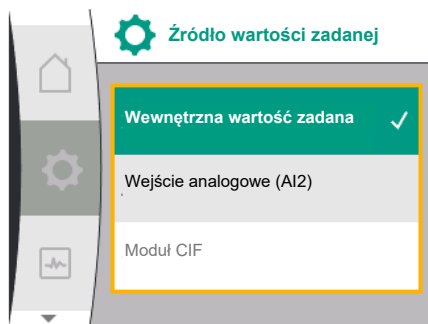 Źródło wartości zadanej
Wewnętrzna wartość zadana
Wejście analogowe (AI2)
Moduł CIF